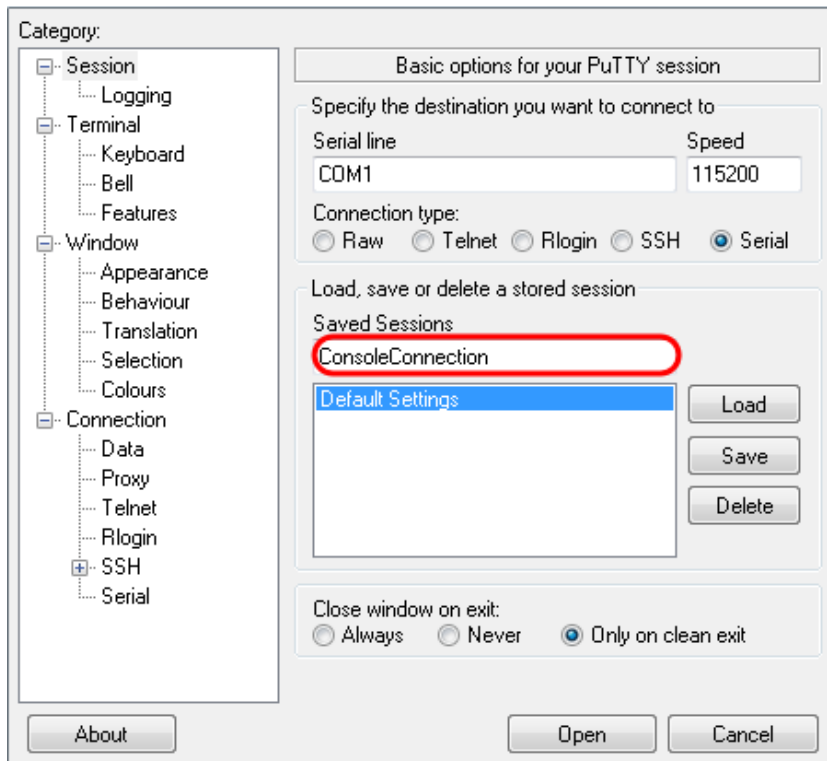 Category:
Session
Logging
Terminal
Keyboard
Bell
Features
Window
Appearance
Behaviour
Translation
Selection
Colours
Connection
Data
Proxy
Telnet
Rlogin
SSH
Serial
Basic options for your PuTTY session
Specify the destination you want to connect to
Serial line Speed
COM1 115200
Connection type:
Raw Telnet Rlogin SSH Serial
Load, save or delete a stored session
Saved Sessions
ConsoleConnection
Default Settings
Load
Save
Delete
Close window on exit:
Always Never Only on clean exit
About Open Cancel